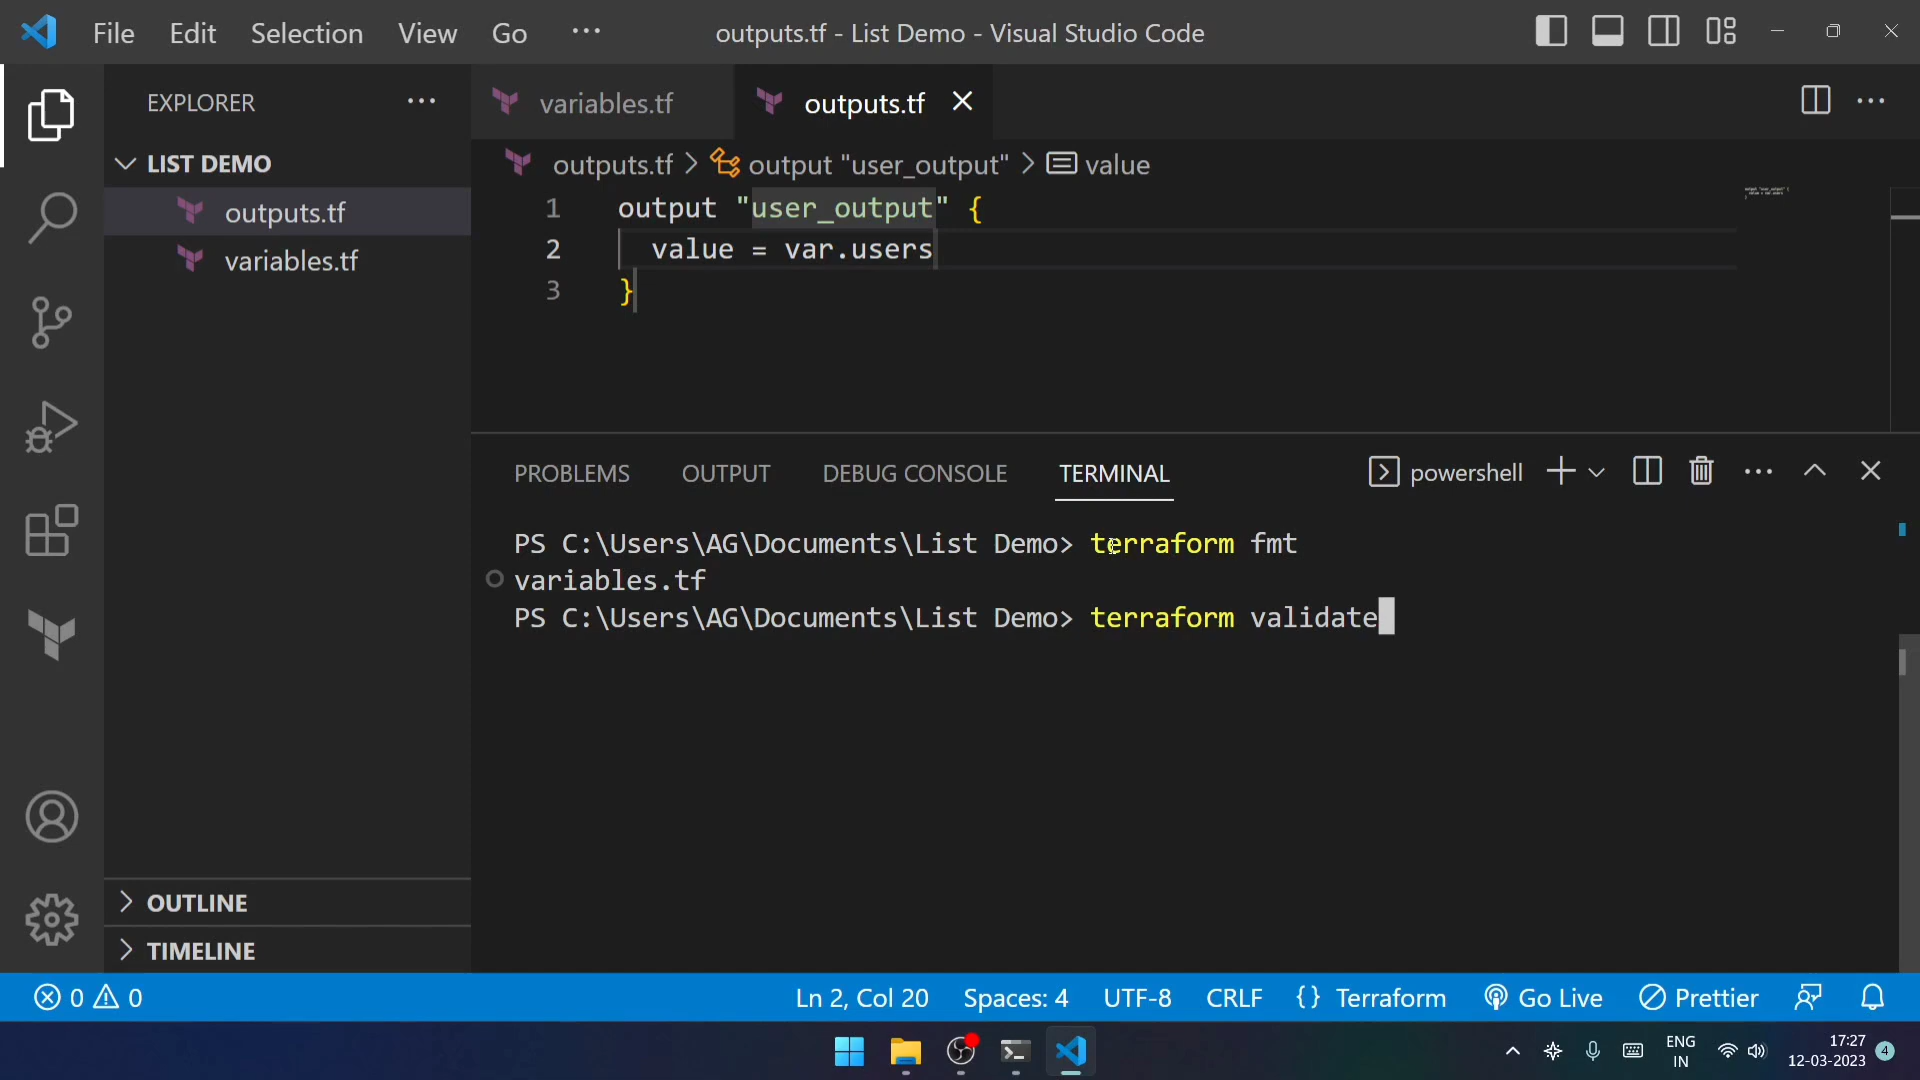 File Edit Selection View Go ··· outputs.tf - List Demo - Visual Studio Code
EXPLORER ···
variables.tf outputs.tf
LIST DEMO
outputs.tf
variables.tf
outputs.tf > output "user_output" > value
1 output "user_output" {
2 value = var.users
3 }
PROBLEMS OUTPUT DEBUG CONSOLE TERMINAL powershell
PS C:\Users\AG\Documents\List Demo> terraform fmt
variables.tf
PS C:\Users\AG\Documents\List Demo> terraform validate
OUTLINE
TIMELINE
0 0 Ln 2, Col 20 Spaces: 4 UTF-8 CRLF {} Terraform Go Live Prettier
ENG
IN
17:27
12-03-2023
4